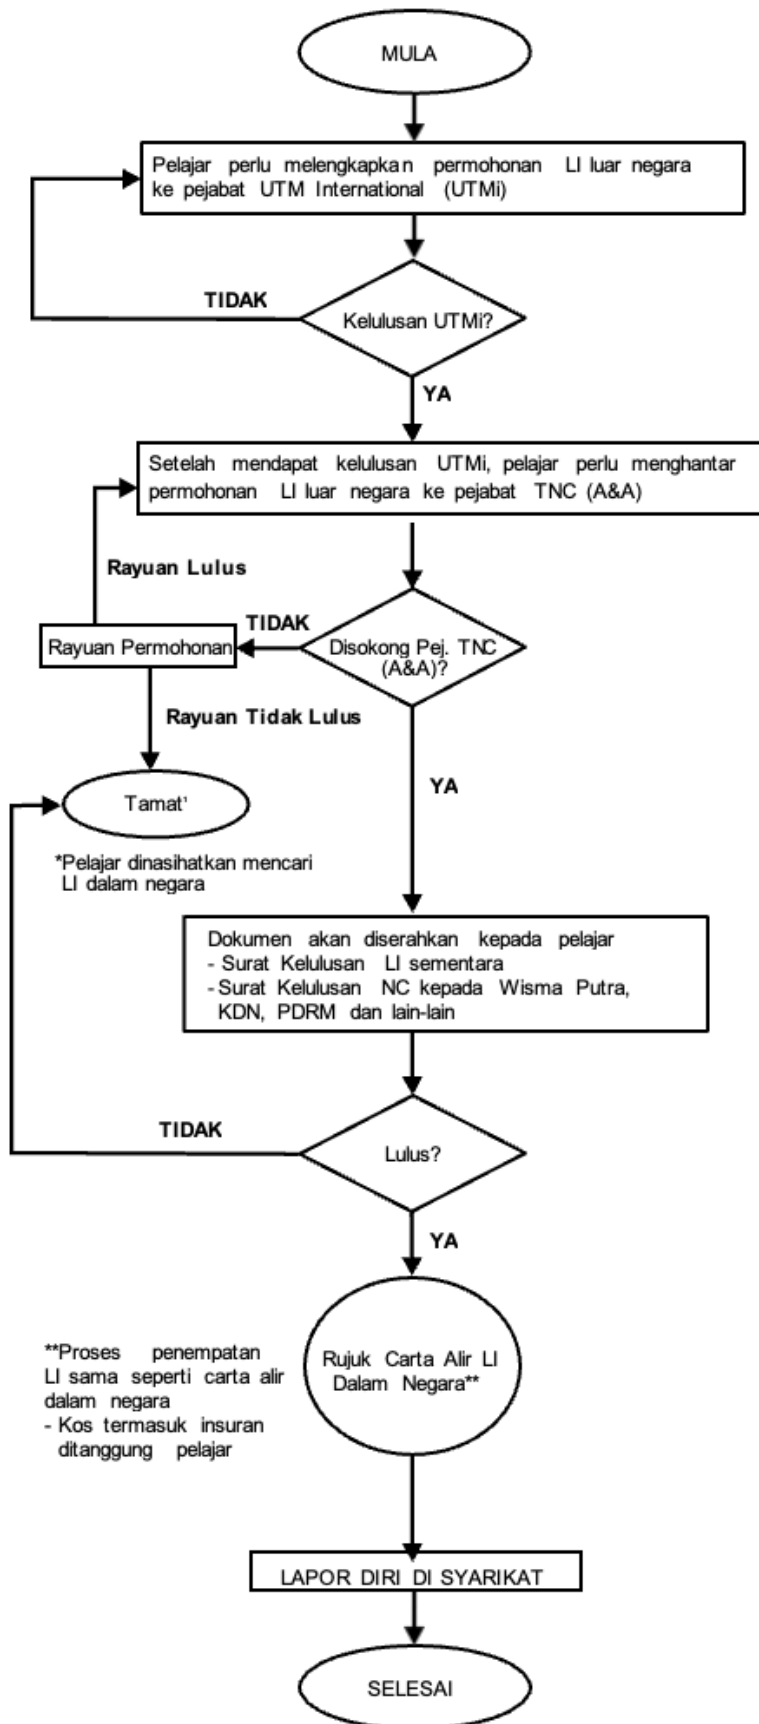 MULA
Pelajar perlu melengkapkan permohonan LI luar negara
ke pejabat UTM International (UTMi)
TIDAK
Kelulusan UTMi?
YA
Setelah mendapat kelulusan UTMi, pelajar perlu menghantar
permohonan LI luar negara ke pejabat TNC (A&A)
Rayuan Lulus
TIDAK
Rayuan Permohonan
Disokong Pej. TNC
(A&A)?
Rayuan Tidak Lulus
YA
Tamat*
*Pelajar dinasihatkan mencari
LI dalam negara
Dokumen akan diserahkan kepada pelajar
- Surat Kelulusan LI sementara
- Surat Kelulusan NC kepada Wisma Putra,
KDN, PDRM dan lain-lain
TIDAK
Lulus?
YA
**Proses penempatan
LI sama seperti carta alir
dalam negara
- Kos termasuk insuran
ditanggung pelajar
Rujuk Carta Alir LI
Dalam Negara**
LAPOR DIRI DI SYARIKAT
SELESAI